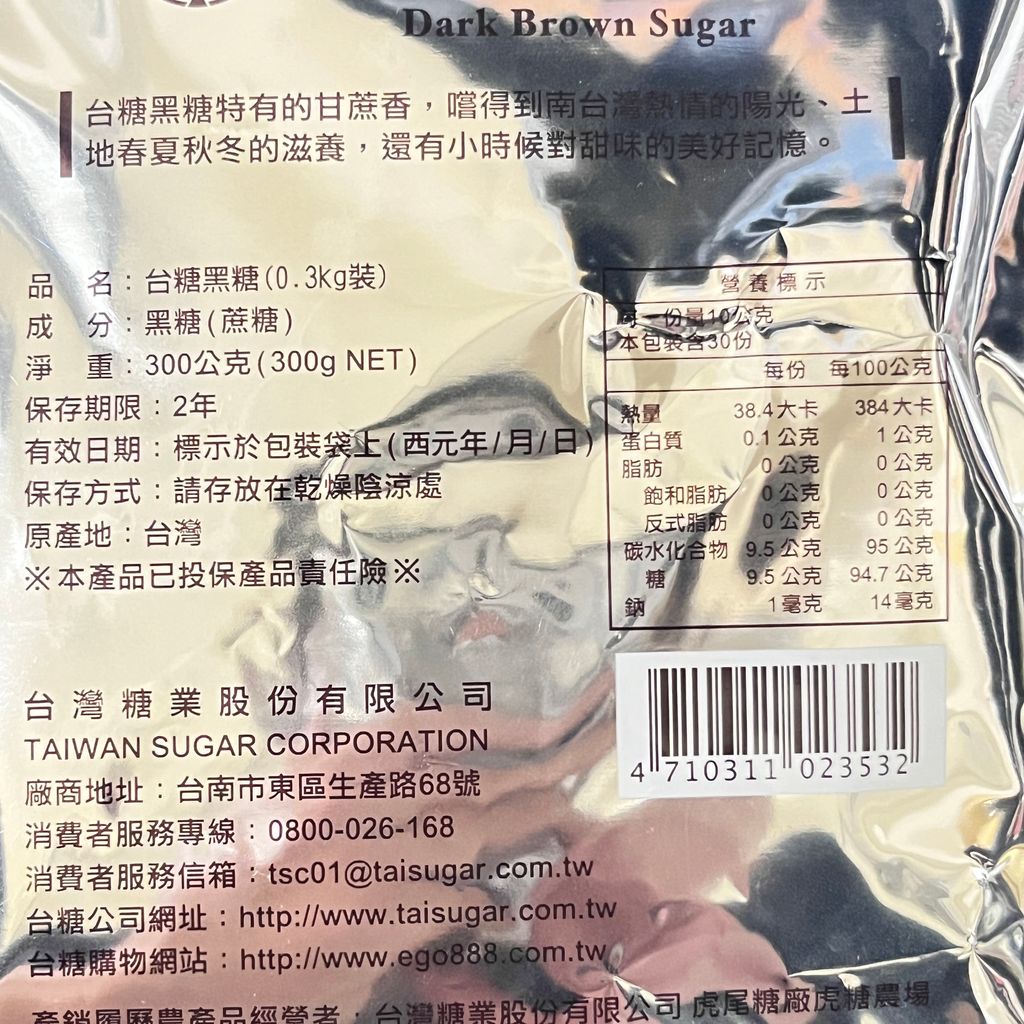 Dark Brown Sugar
台糖黑糖特有的甘蔗香，嚐得到南台灣熱情的陽光、土
地春夏秋冬的滋養，還有小時候對甜味的美好記憶。
品 名：台糖黑糖(0.3kg裝)
成 分：黑糖(蔗糖)
淨 重：300公克(300g NET)
保存期限：2年
有效日期：標示於包裝袋上(西元年/月/日)
保存方式：請存放在乾燥陰涼處
原產地：台灣
※本產品已投保產品責任險※
營養標示
每一份量10公克
本包裝含30份
每份 每100公克
熱量 38.4大卡 384大卡
蛋白質 0.1公克 1公克
脂肪 0公克 0公克
飽和脂肪 0公克 0公克
反式脂肪 0公克 0公克
碳水化合物 9.5公克 95公克
糖 9.5公克 94.7公克
鈉 1毫克 14毫克
4 710311 023532
台灣糖業股份有限公司
TAIWAN SUGAR CORPORATION
廠商地址：台南市東區生產路68號
消費者服務專線：0800-026-168
消費者服務信箱：tsc01@taisugar.com.tw
台糖公司網址：http://www.taisugar.com.tw
台糖購物網站：http://www.ego888.com.tw
產銷履歷農產品經營者：台灣糖業股份有限公司 虎尾糖廠虎糖農場